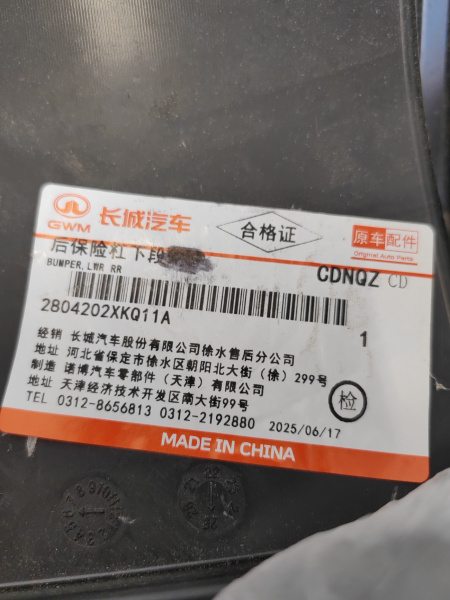 GWM 长城汽车
合格证
原车配件
Original Auto Parts
后保险杠下段
BUMPER, LWR RR
CDNQZ CD
2804202XKQ11A
1
经销 长城汽车股份有限公司徐水售后分公司
地址 河北省保定市徐水区朝阳北大街(徐)299号
制造 诺博汽车零部件(天津)有限公司
地址 天津经济技术开发区南大街99号
检
TEL 0312-8656813 0312-2192880 2025/06/17
MADE IN CHINA